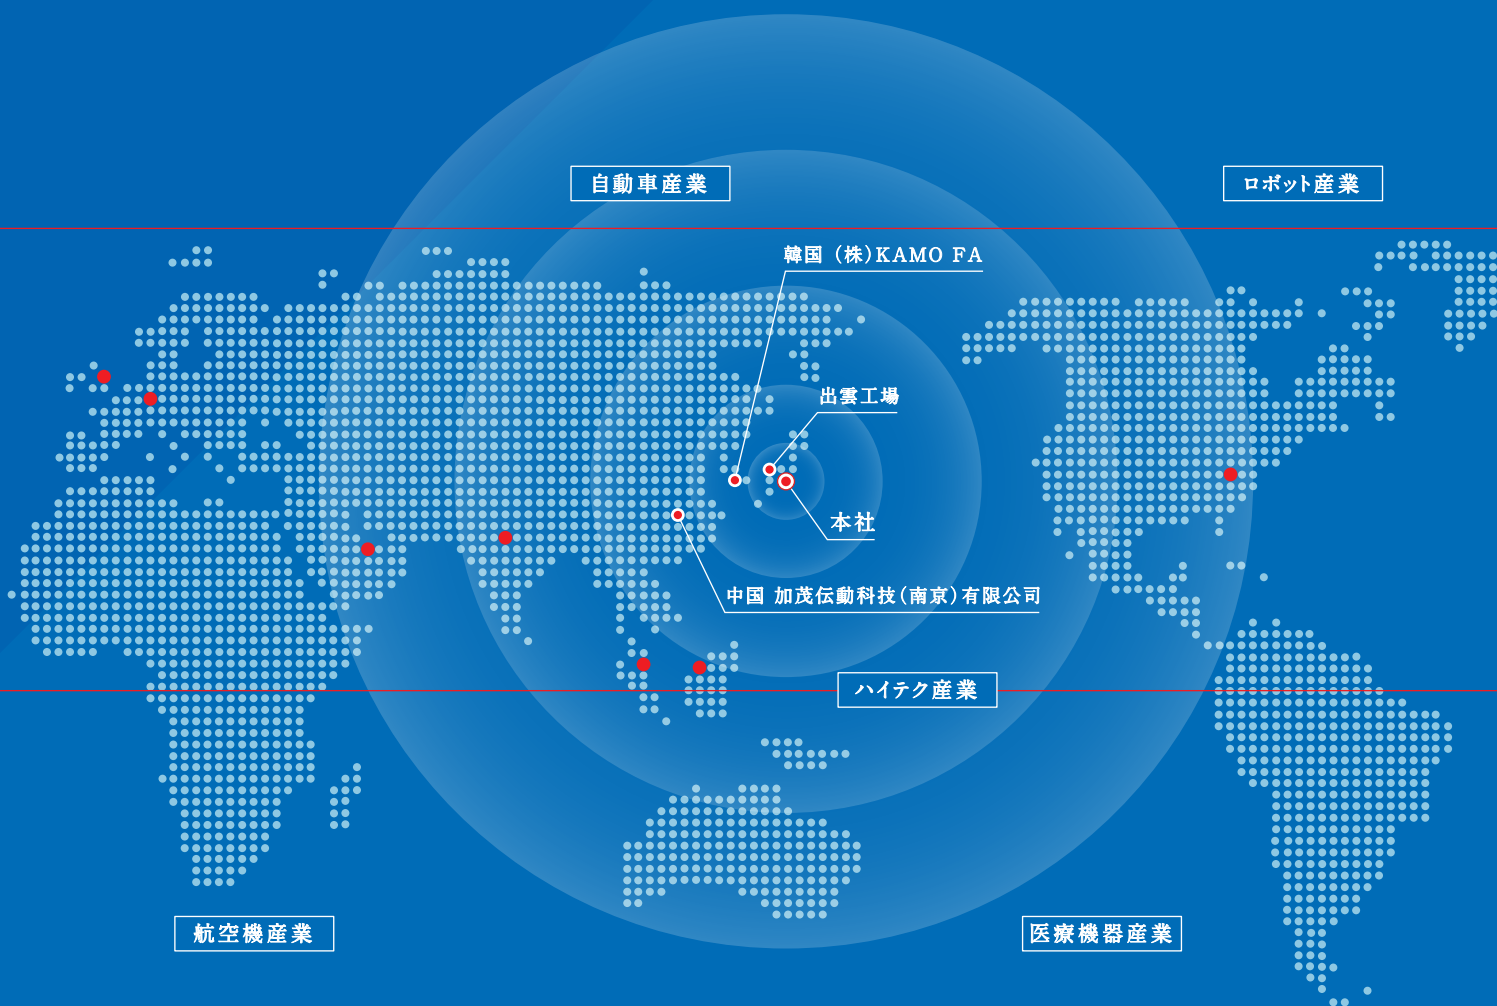 自動車産業
ロボット産業
韓国（株）KAMO FA
出雲工場
本社
中国 加茂伝動科技（南京）有限公司
ハイテク産業
航空機産業
医療機器産業